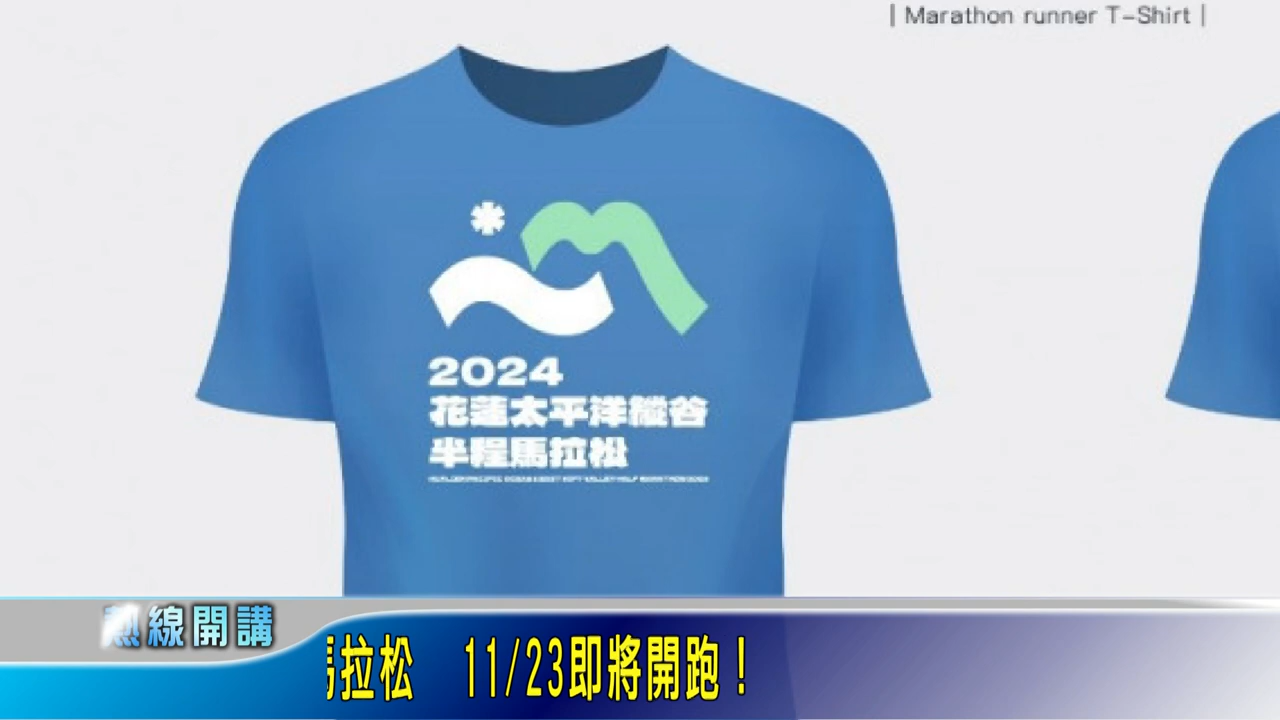 | Marathon runner T-Shirt |
2024
花蓮太平洋縱谷
半程馬拉松
熱線開講
馬拉松 11/23即將開跑！